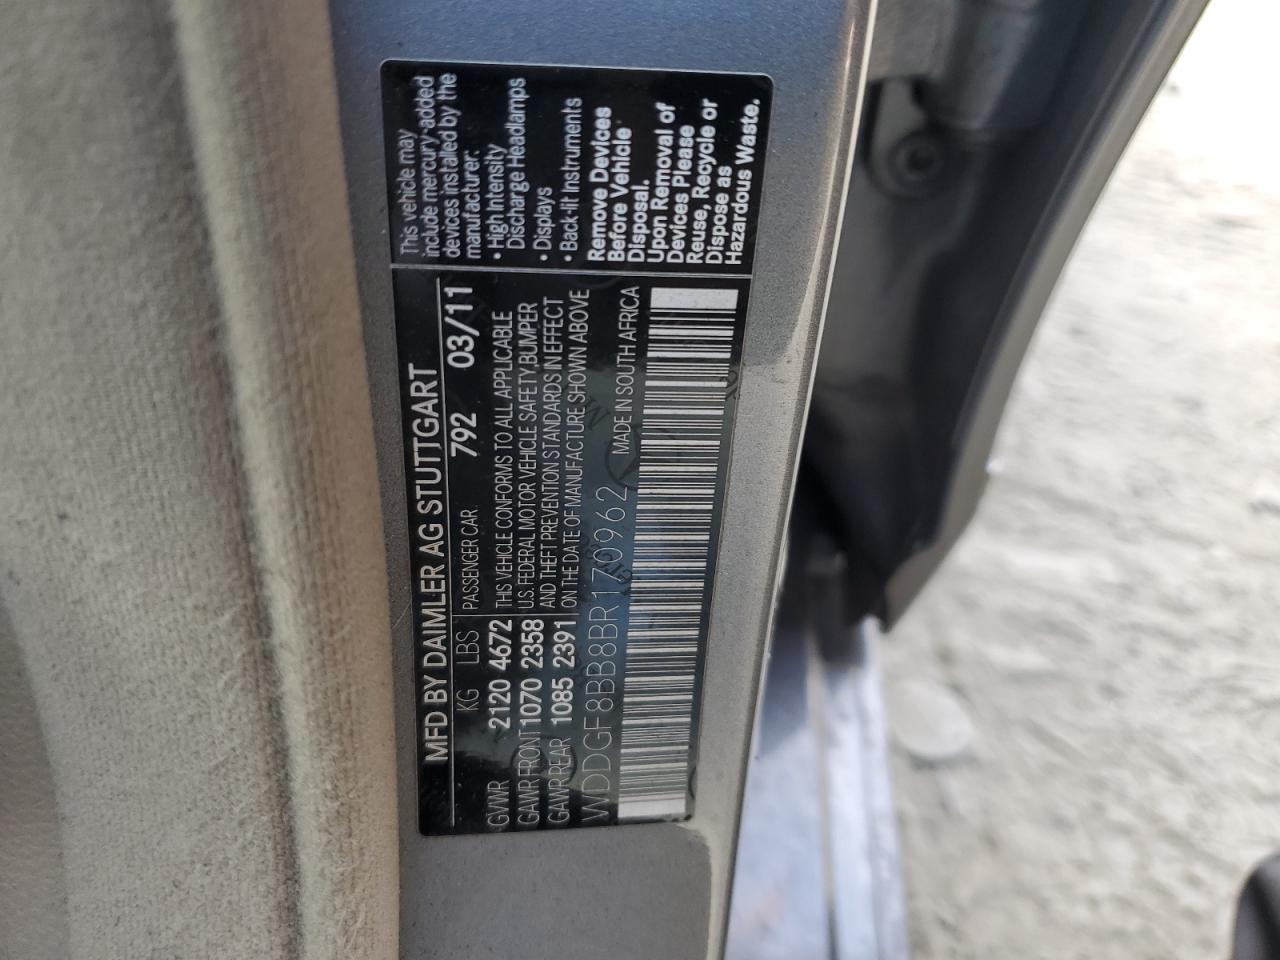 MFD BY DAIMLER AG STUTTGART
KG LBS PASSENGER CAR 792 03/11
GVWR 2120 4672 THIS VEHICLE CONFORMS TO ALL APPLICABLE
GAWR FRONT 1070 2358 U.S. FEDERAL MOTOR VEHICLE SAFETY,BUMPER
GAWR REAR 1085 2391 AND THEFT PREVENTION STANDARDS IN EFFECT
ON THE DATE OF MANUFACTURE SHOWN ABOVE
WDDGF8BB8BR170962 MADE IN SOUTH AFRICA
This vehicle may
include mercury added
devices installed by the
manufacturer:
• High Intensity
Discharge Headlamps
• Displays
• Back-lit Instruments
Remove Devices
Before Vehicle
Disposal.
Upon Removal of
Devices Please
Reuse, Recycle or
Dispose as
Hazardous Waste.